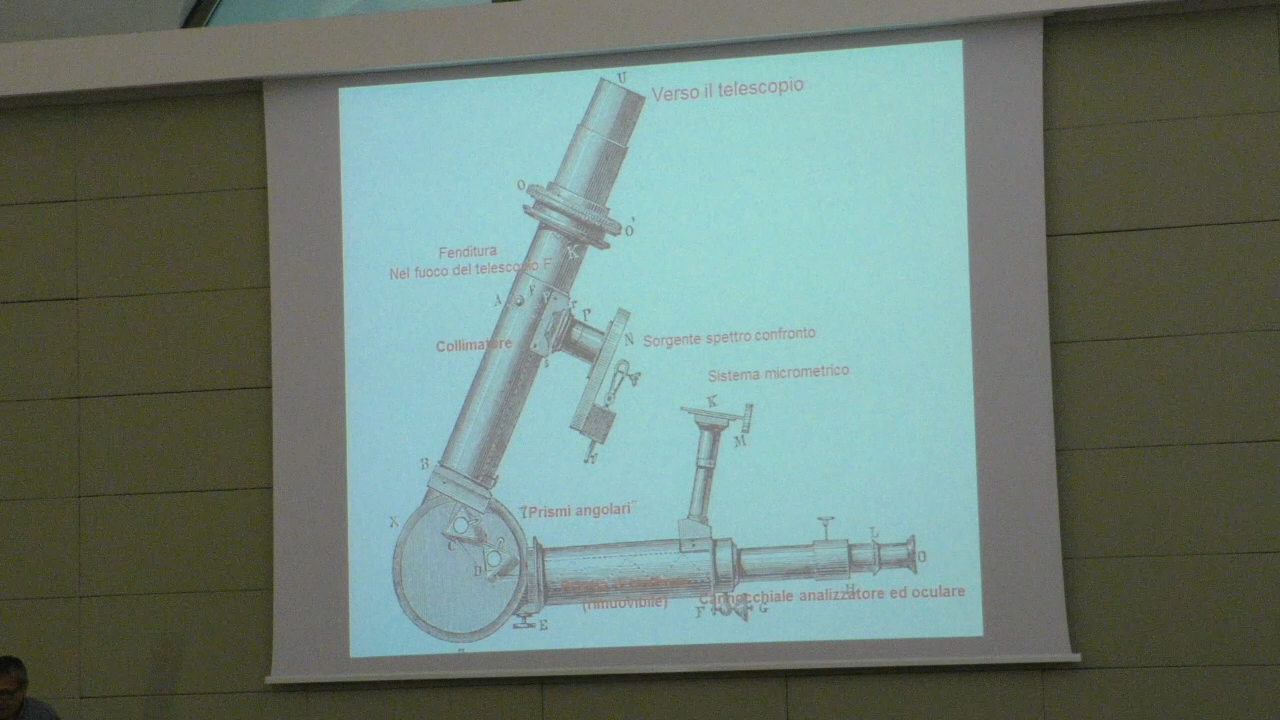 U
Verso il telescopio
O
O'
Fenditura
K
Nel fuoco del telescopio F
A
P
Collimatore
N
Sorgente spettro confronto
s
Sistema micrometrico
K
M
B
X
"Prismi angolari"
C
D
L
O
(rimuovibile)
Cannocchiale analizzatore ed oculare
H
F
G
E